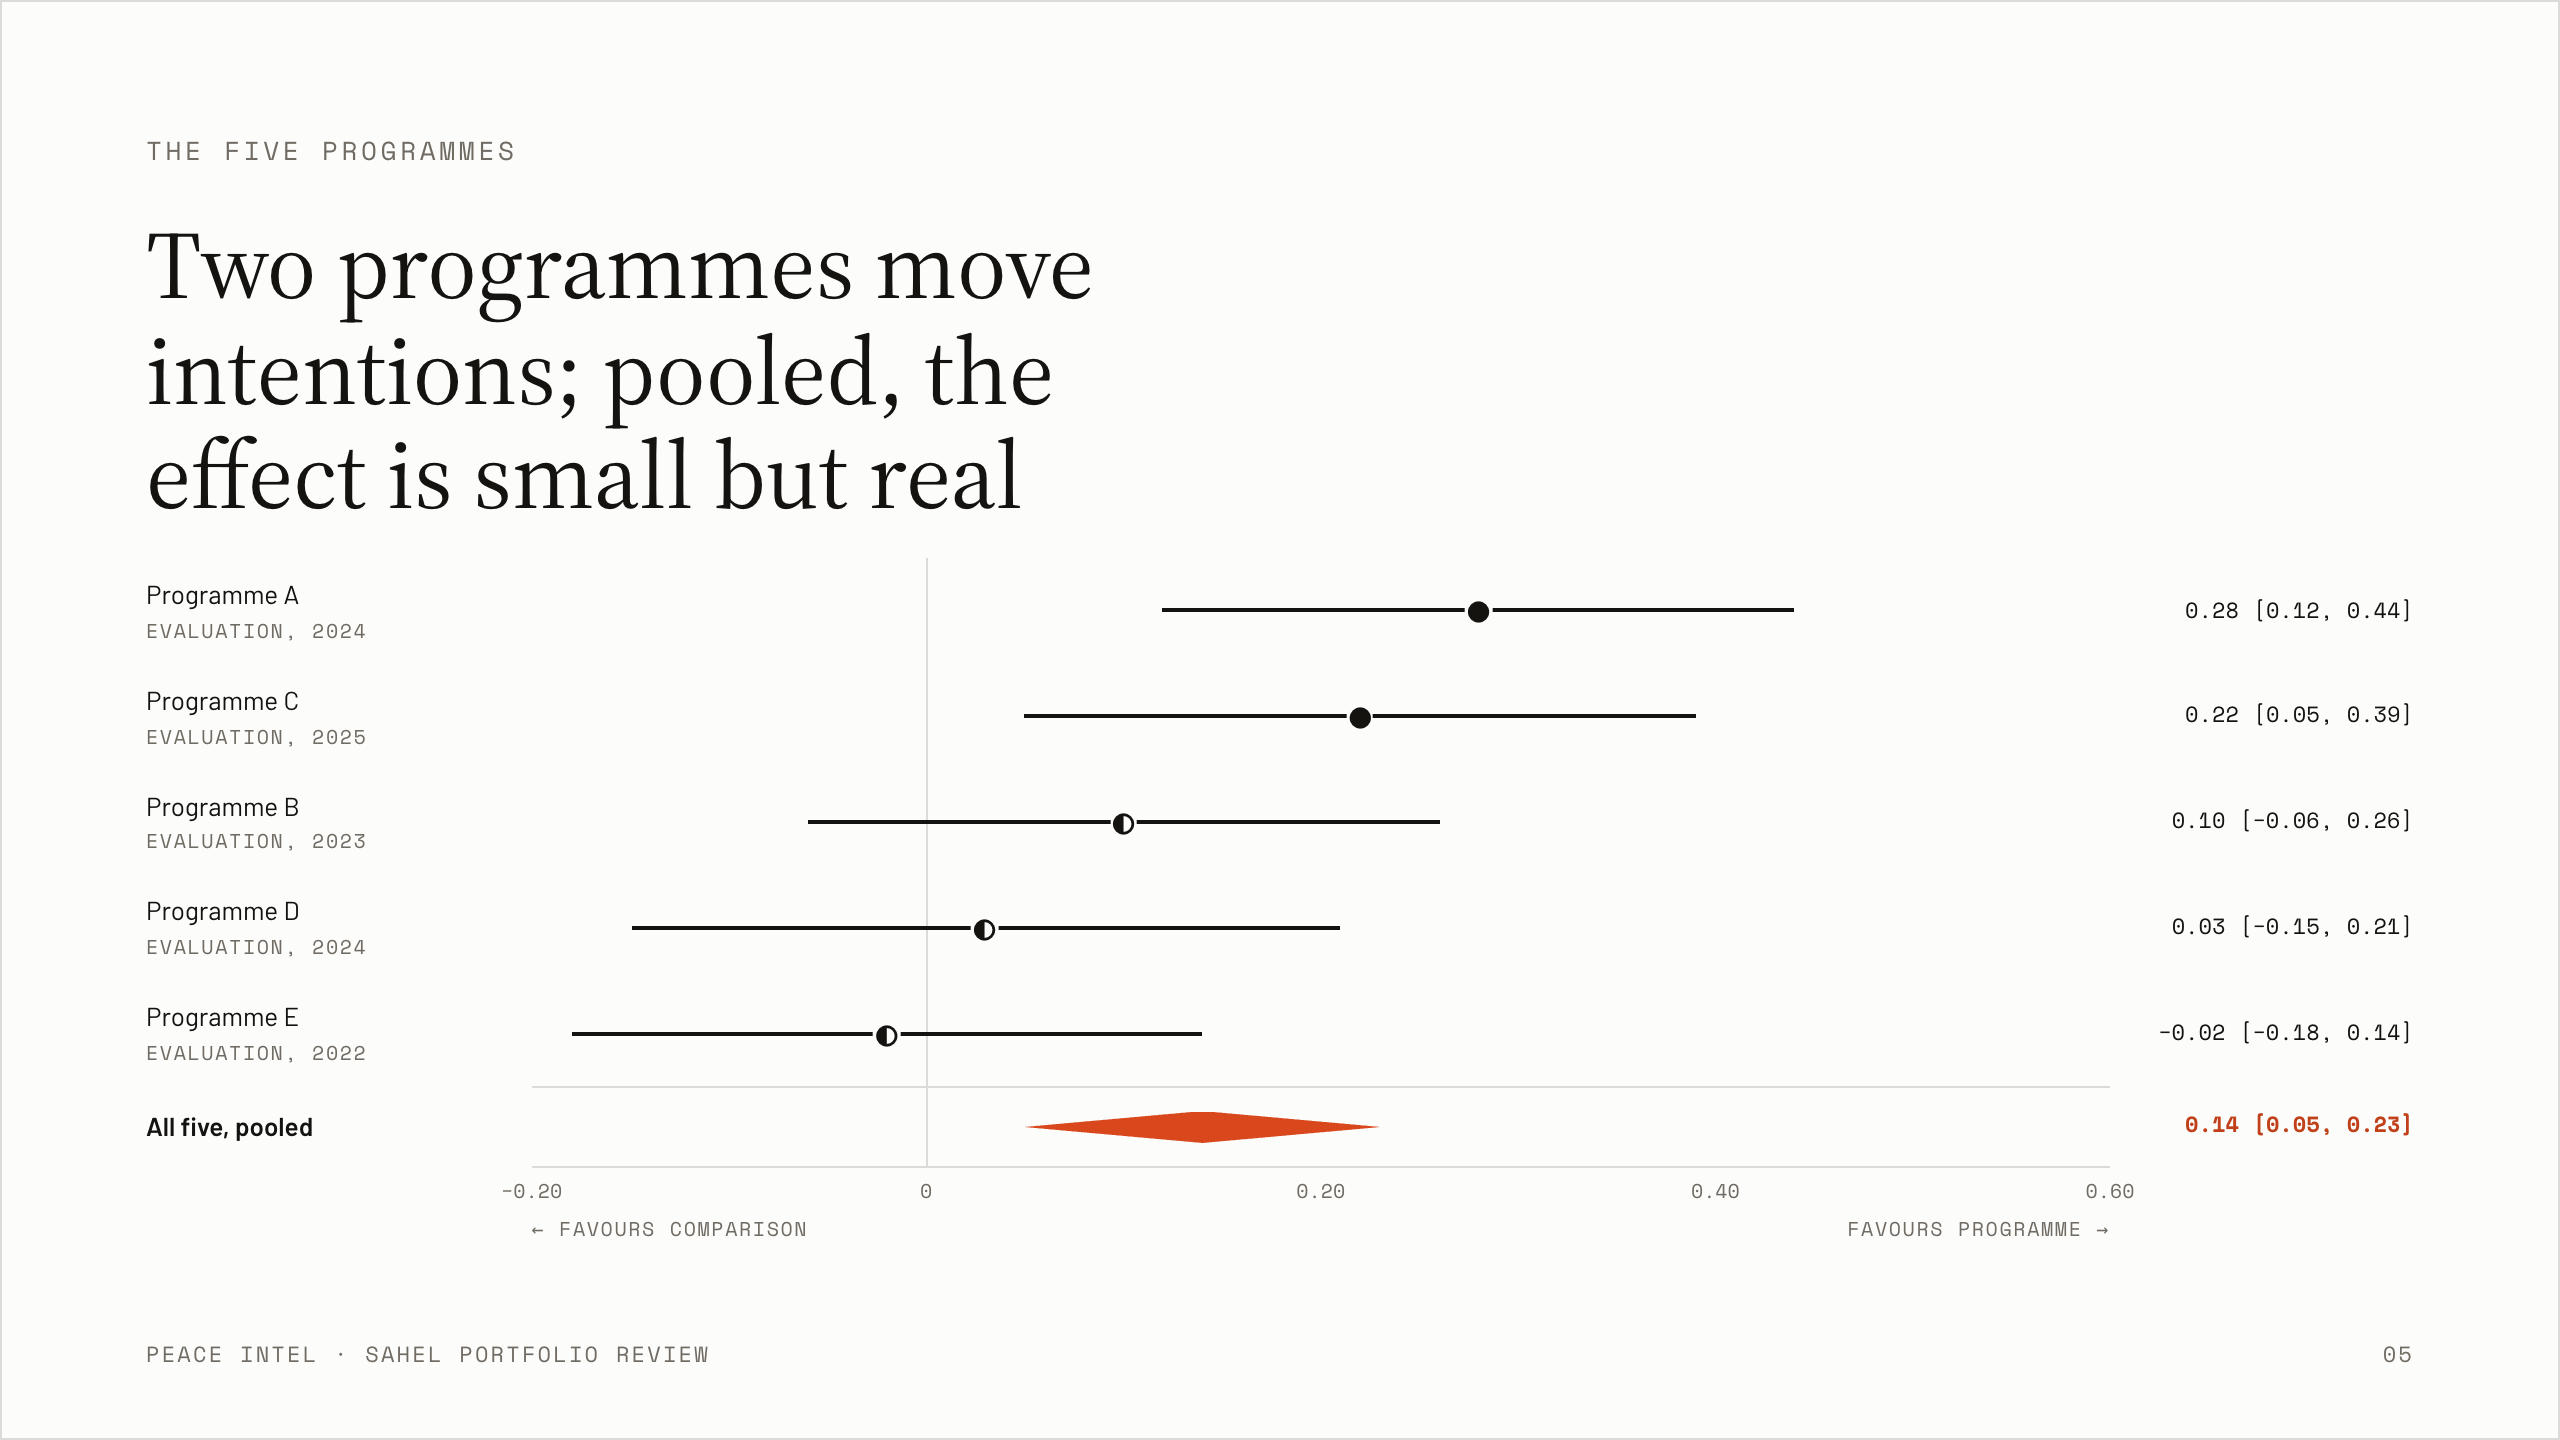 THE FIVE PROGRAMMES
Two programmes move
intentions; pooled, the
effect is small but real
Programme A
EVALUATION, 2024
0.28 [0.12, 0.44]
Programme C
EVALUATION, 2025
0.22 [0.05, 0.39]
Programme B
EVALUATION, 2023
0.10 [−0.06, 0.26]
Programme D
EVALUATION, 2024
0.03 [−0.15, 0.21]
Programme E
EVALUATION, 2022
−0.02 [−0.18, 0.14]
All five, pooled
0.14 [0.05, 0.23]
−0.20 0 0.20 0.40 0.60
← FAVOURS COMPARISON FAVOURS PROGRAMME →
PEACE INTEL · SAHEL PORTFOLIO REVIEW 05